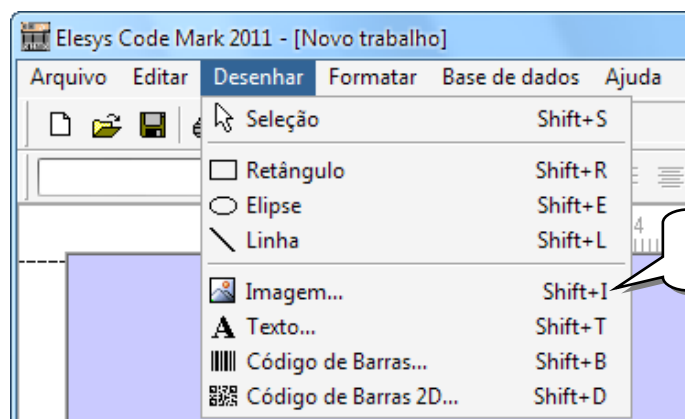 Elesys Code Mark 2011 - [Novo trabalho]
Arquivo Editar Desenhar Formatar Base de dados Ajuda
Seleção Shift+S
Retângulo Shift+R
Elipse Shift+E
Linha Shift+L
4
Imagem... Shift+I
Texto... Shift+T
Código de Barras... Shift+B
Código de Barras 2D... Shift+D